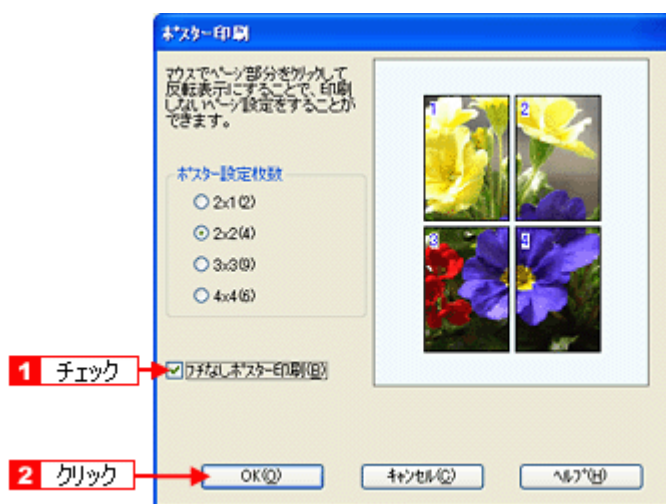 ポスター印刷
マウスでページ部分をクリックして
反転表示にすることで、印刷
しないページ設定をすることが
できます。
ポスター設定枚数
2x1(2)
2x2(4)
3x3(9)
4x4(6)
1 チェック
フチなしポスター印刷(B)
2 クリック
OK(O)
キャンセル(C)
ヘルプ(H)
1
2
3
4